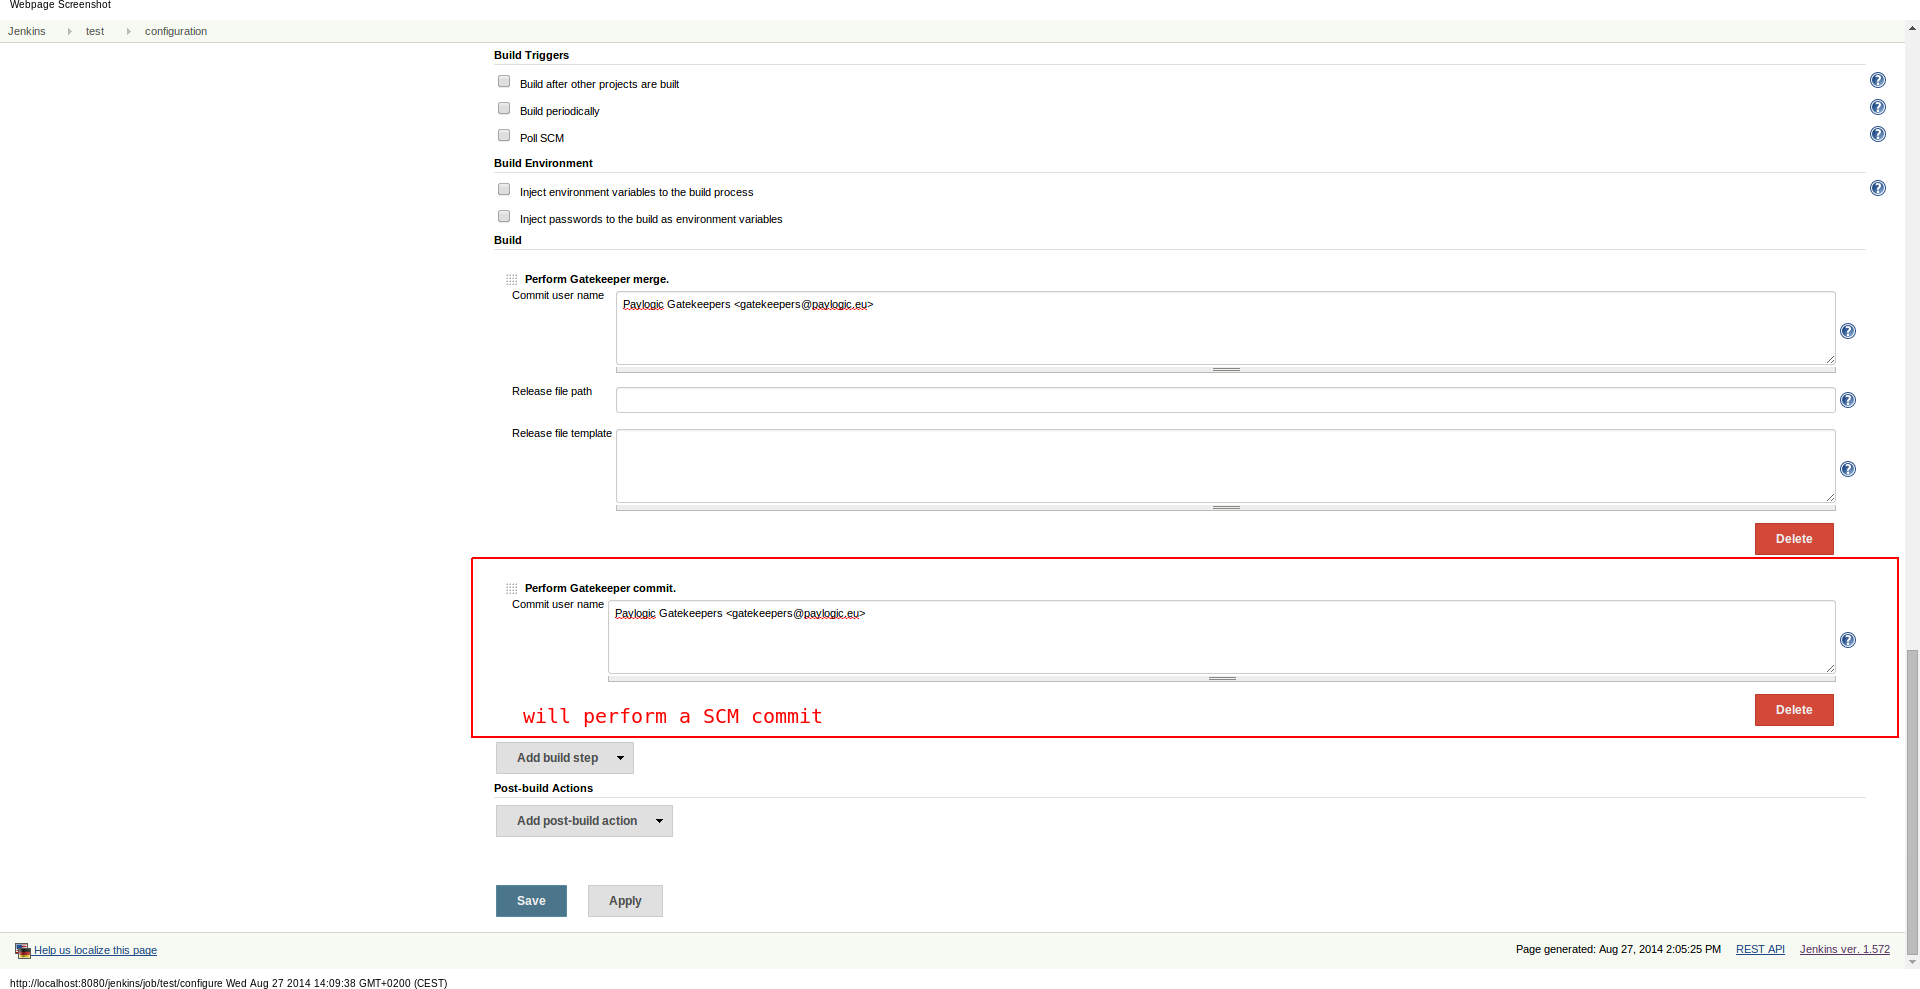 Webpage Screenshot
Jenkins test configuration
Build Triggers
Build after other projects are built
Build periodically
Poll SCM
Build Environment
Inject environment variables to the build process
Inject passwords to the build as environment variables
Build
Perform Gatekeeper merge.
Commit user name
Paylogic Gatekeepers <gatekeepers@paylogic.eu>
Release file path
Release file template
Delete
Perform Gatekeeper commit.
Commit user name
Paylogic Gatekeepers <gatekeepers@paylogic.eu>
will perform a SCM commit
Delete
Add build step
Post-build Actions
Add post-build action
Save Apply
Help us localize this page Page generated: Aug 27, 2014 2:05:25 PM REST API Jenkins ver. 1.572
http://localhost:8080/jenkins/job/test/configure Wed Aug 27 2014 14:09:38 GMT+0200 (CEST)